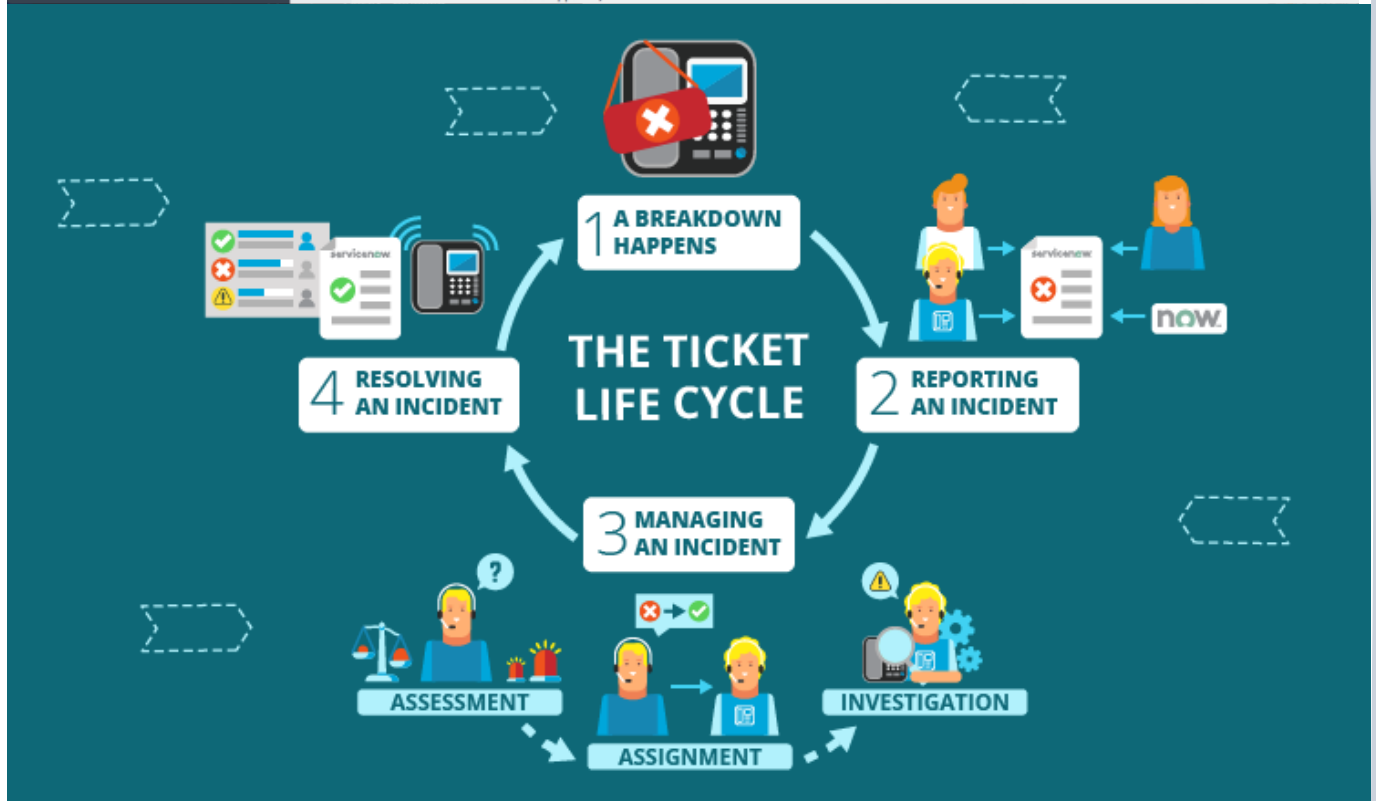 1 A BREAKDOWN
HAPPENS
servicenow
servicenow
now.
THE TICKET
LIFE CYCLE
4 RESOLVING
AN INCIDENT
2 REPORTING
AN INCIDENT
3 MANAGING
AN INCIDENT
?
ASSESSMENT
INVESTIGATION
ASSIGNMENT